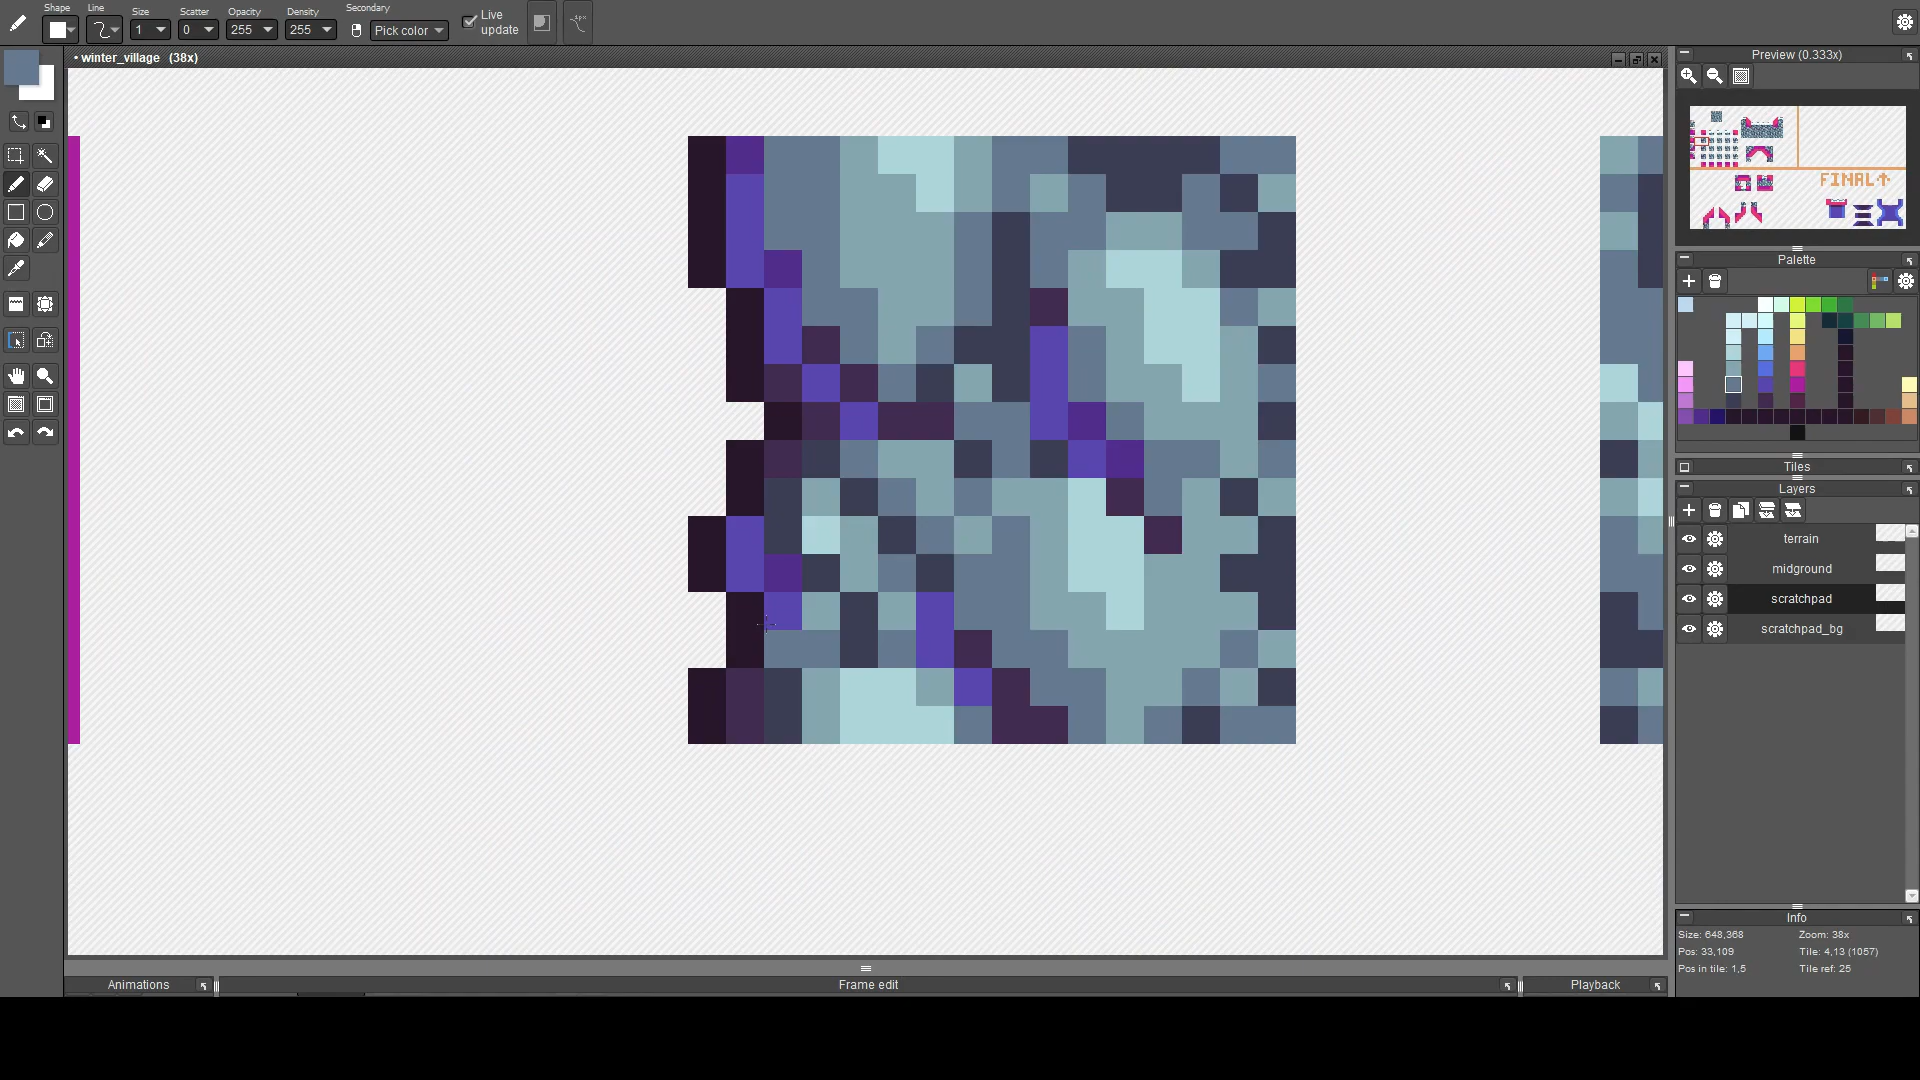 Shape
Line
Size
Scatter
Opacity
Density
Secondary
Live
update
1
0
255
255
Pick color
• winter_village (38x)
Preview (0.333x)
FINAL↑
Palette
Tiles
Layers
terrain
midground
scratchpad
scratchpad_bg
Info
Size: 648,368
Zoom: 38x
Pos: 33,109
Tile: 4,13 (1057)
Pos in tile: 1,5
Tile ref: 25
Animations
Frame edit
Playback